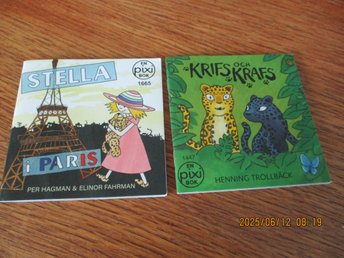 STELLA
i PARIS
EN
pixi
BOK
1665
PER HAGMAN & ELINOR FAHRMAN
KRIFS OCH KRAFS
1447
EN
pixi
BOK
HENNING TROLLBÄCK
2025/06/12 08:19